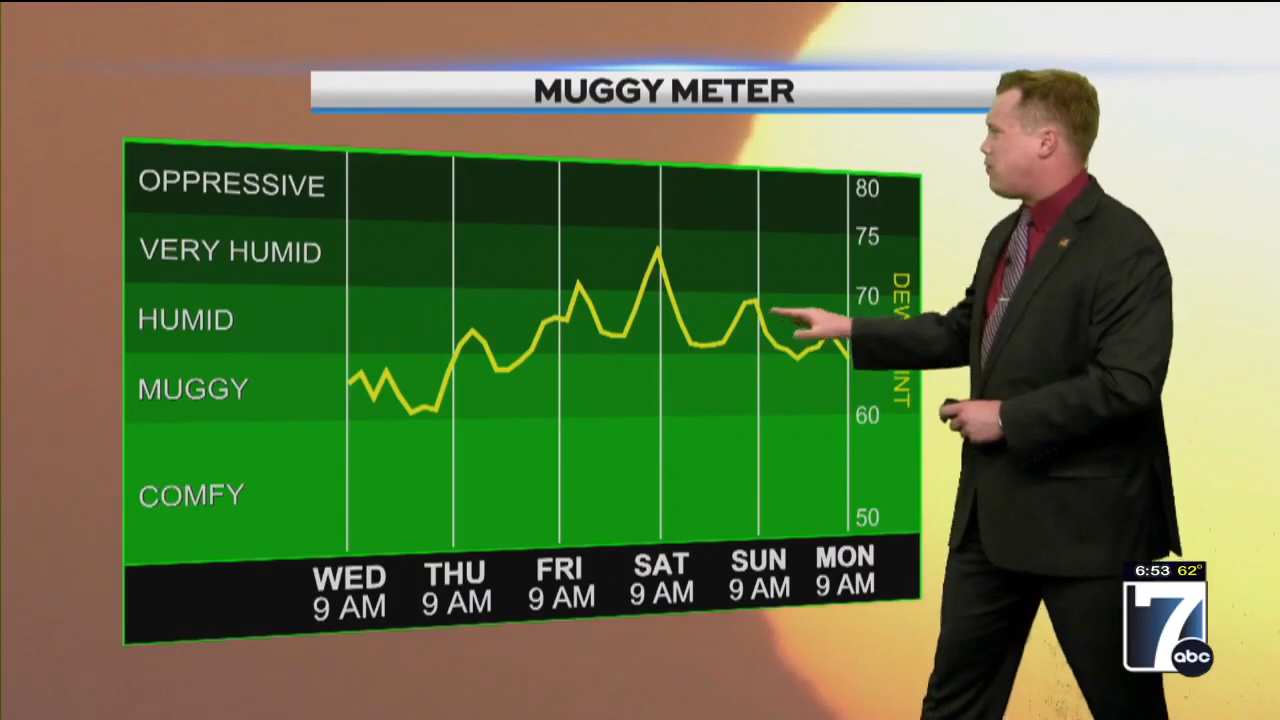 MUGGY METER
OPPRESSIVE
VERY HUMID
HUMID
MUGGY
COMFY
80
75
70
60
50
WED
9 AM
THU
9 AM
FRI
9 AM
SAT
9 AM
SUN
9 AM
MON
9 AM
6:53 62°
7
abc